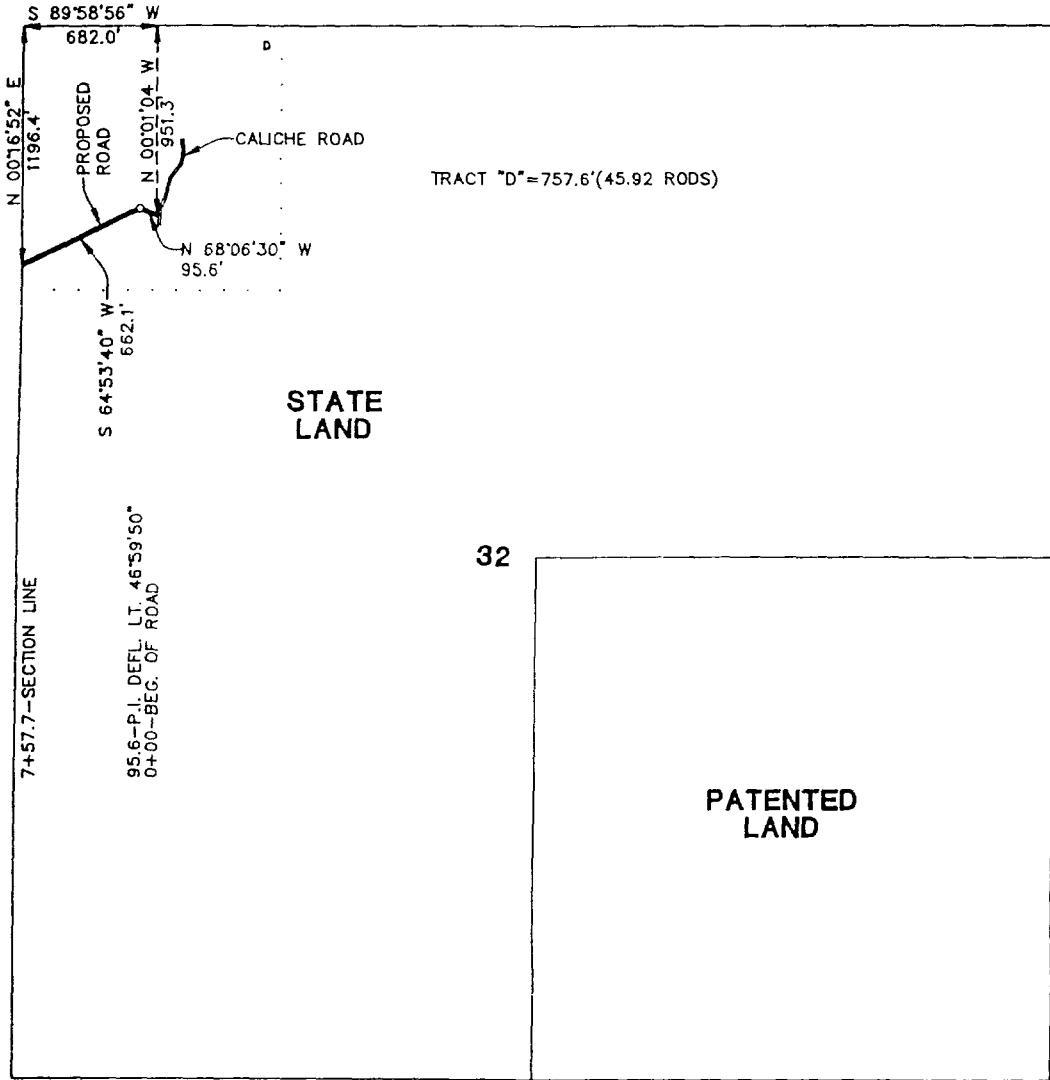 S 89°58'56" W
682.0'
D
N 00°16'52" E
1196.4'
PROPOSED
ROAD
N 00°01'04 W
951.3'
CALICHE ROAD
TRACT "D"=757.6'(45.92 RODS)
N 68°06'30" W
95.6'
S 64°53'40" W
662.1'
STATE
LAND
32
7+57.7-SECTION LINE
95.6-P.I. DEFL. LT. 46°59'50"
0+00-BEG. OF ROAD
PATENTED
LAND